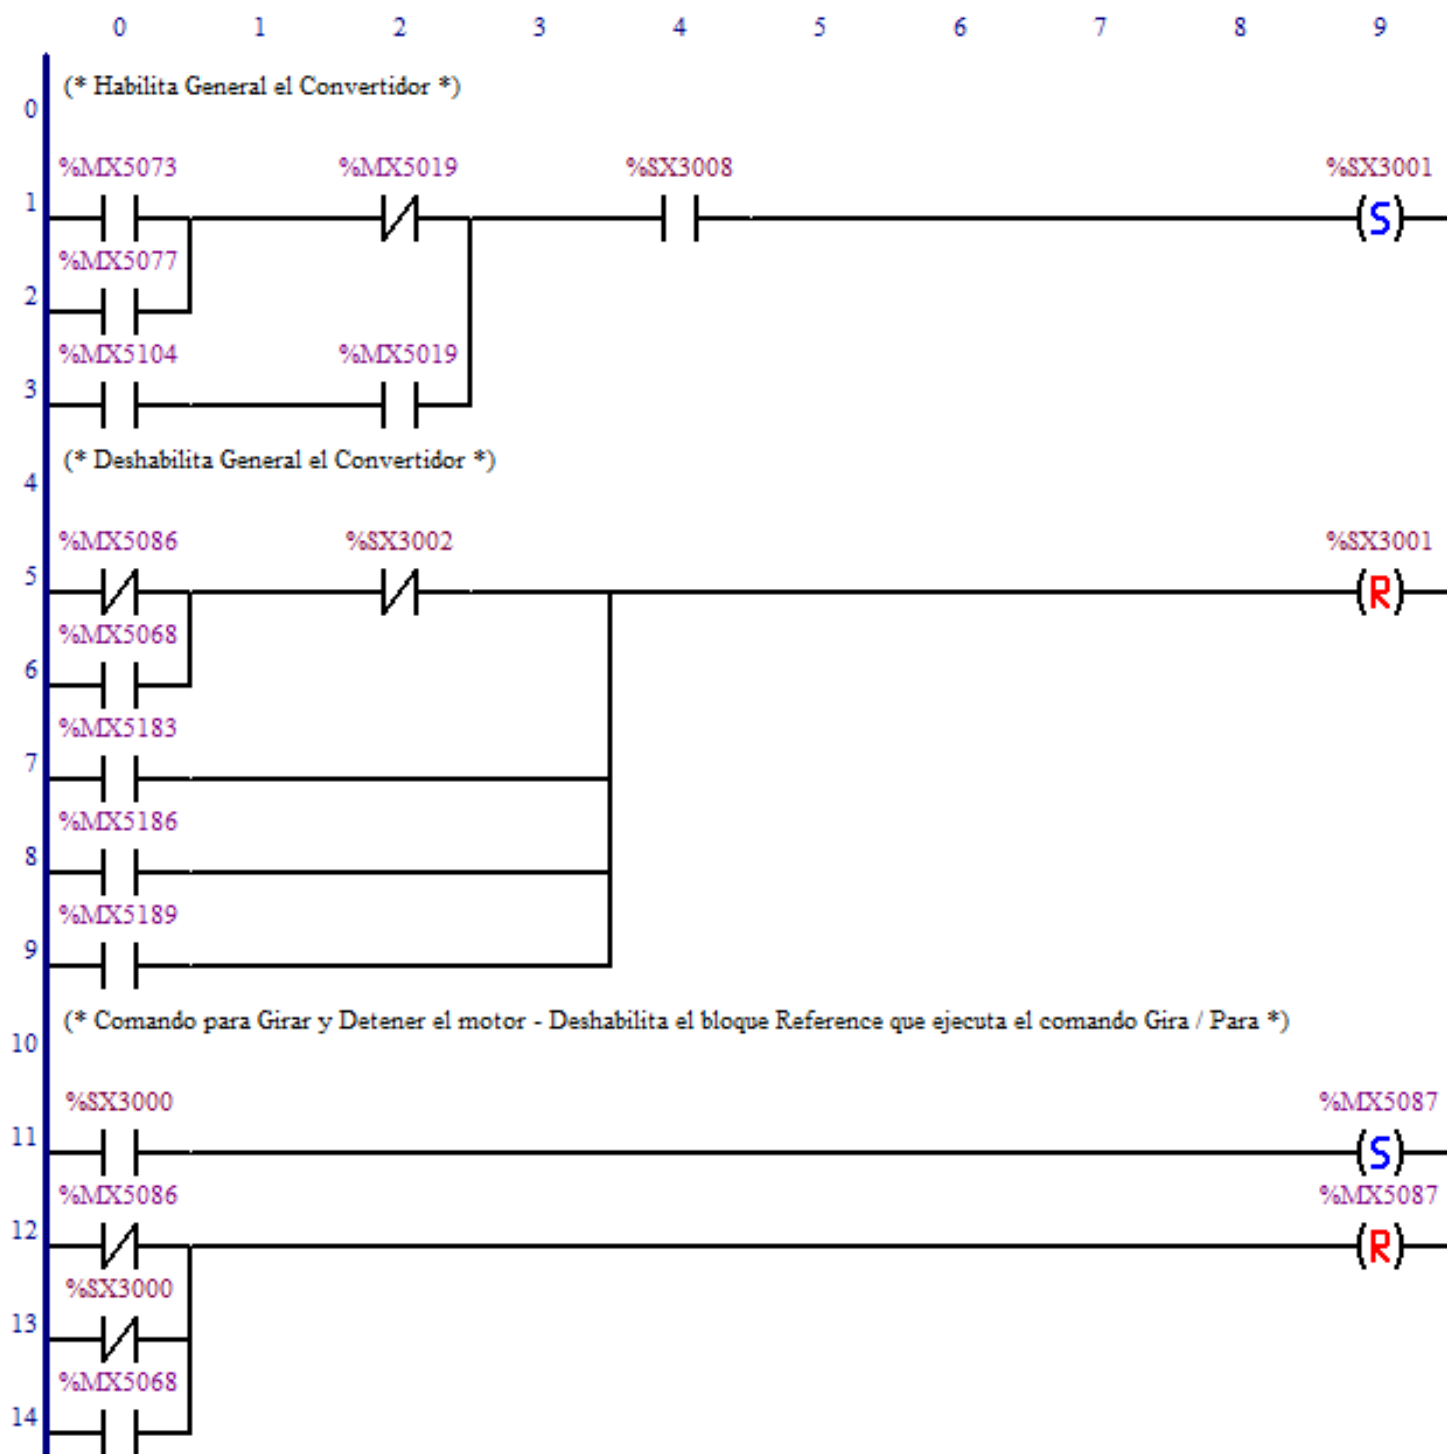 0 1 2 3 4 5 6 7 8 9
(* Habilita General el Convertidor *)
0
%MX5073 %MX5019 %SX3008 %SX3001
1 (S)
%MX5077
2
%MX5104 %MX5019
3
(* Deshabilita General el Convertidor *)
4
%MX5086 %SX3002 %SX3001
5 (R)
%MX5068
6
%MX5183
7
%MX5186
8
%MX5189
9
(* Comando para Girar y Detener el motor - Deshabilita el bloque Reference que ejecuta el comando Gira / Para *)
10
%SX3000 %MX5087
11 (S)
%MX5086 %MX5087
12 (R)
%SX3000
13
%MX5068
14